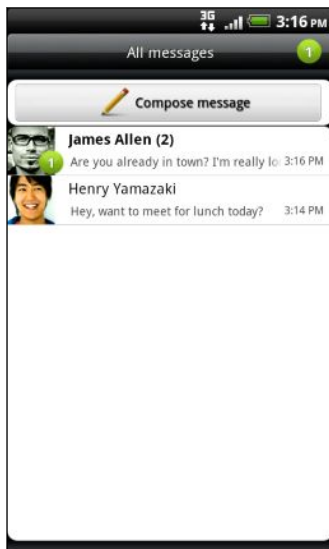 3G 3:16 PM
All messages 1
Compose message
James Allen (2)
1 Are you already in town? I'm really lo 3:16 PM
Henry Yamazaki
Hey, want to meet for lunch today? 3:14 PM